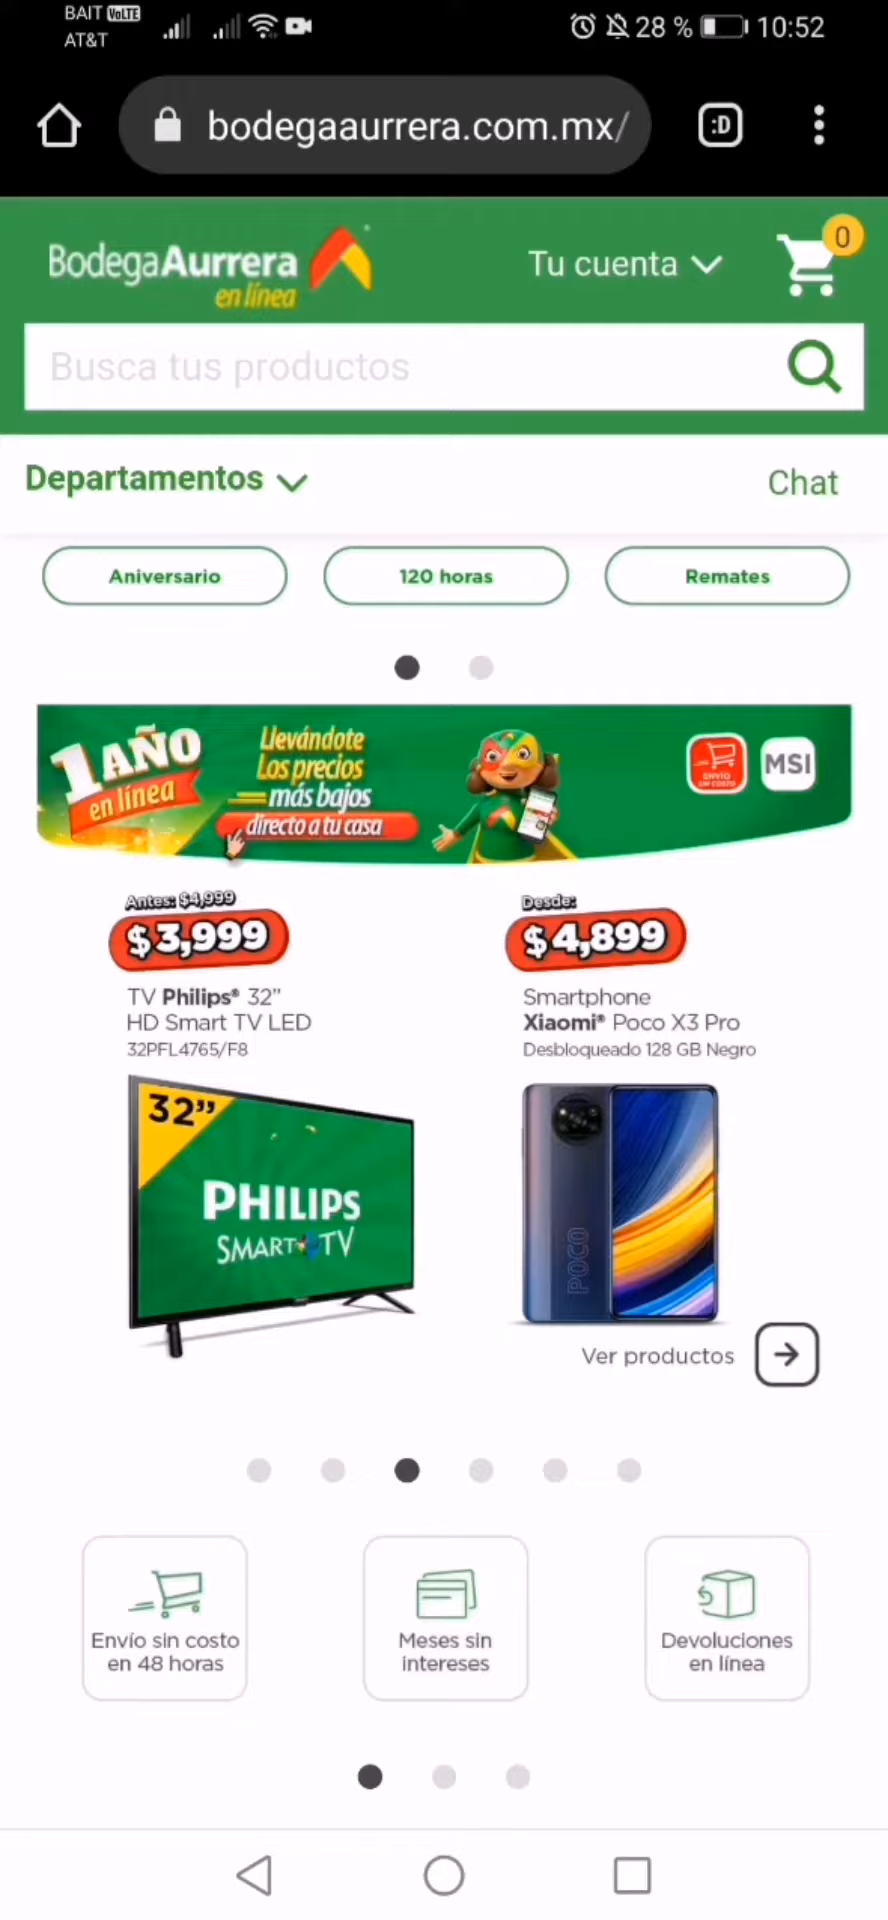 BAIT VoLTE
AT&T
28 % 10:52
bodegaaurrera.com.mx/
:D
BodegaAurrera
en línea
Tu cuenta
0
Busca tus productos
Departamentos
Chat
Aniversario
120 horas
Remates
1 AÑO
en línea
Llevándote
Los precios
más bajos
directo a tu casa
ENVÍO
SIN COSTO
MSI
Antes: $4,999
$3,999
TV Philips® 32”
HD Smart TV LED
32PFL4765/F8
32”
PHILIPS
SMART TV
Desde:
$4,899
Smartphone
Xiaomi® Poco X3 Pro
Desbloqueado 128 GB Negro
POCO
Ver productos
Envío sin costo
en 48 horas
Meses sin
intereses
Devoluciones
en línea